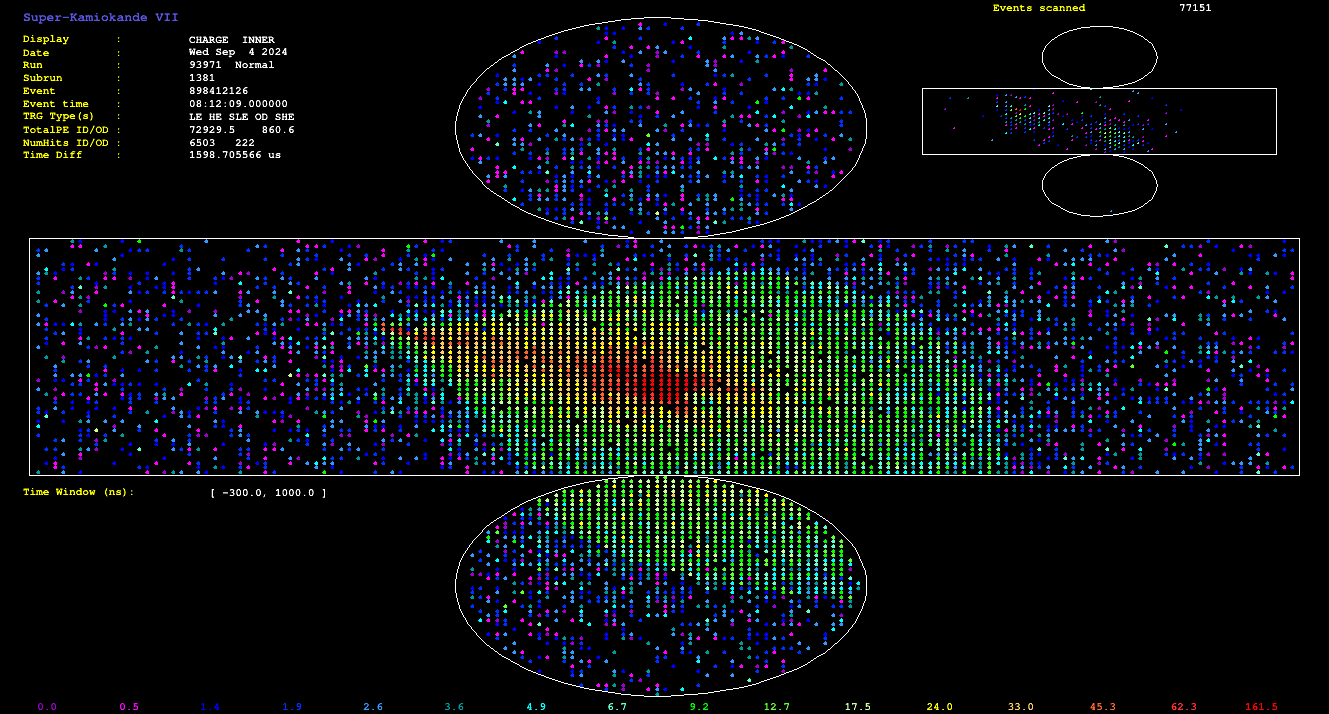 Super-Kamiokande VII
Events scanned 77151
Display : CHARGE INNER
Date : Wed Sep 4 2024
Run : 93971 Normal
Subrun : 1381
Event : 898412126
Event time : 08:12:09.000000
TRG Type(s) : LE HE SLE OD SHE
TotalPE ID/OD : 72929.5 860.6
NumHits ID/OD : 6503 222
Time Diff : 1598.705566 us
Time Window (ns): [ -300.0, 1000.0 ]
0.0 0.5 1.4 1.9 2.6 3.6 4.9 6.7 9.2 12.7 17.5 24.0 33.0 45.3 62.3 161.5